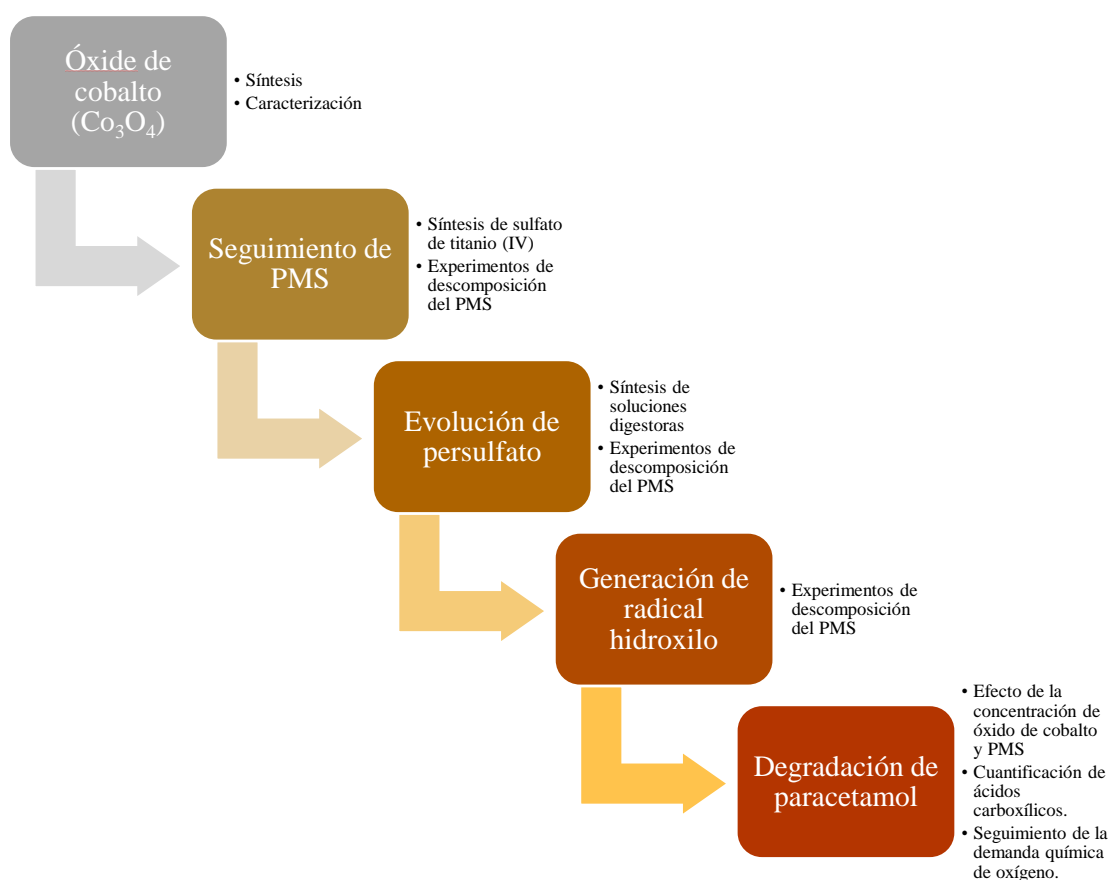 Óxide de
cobalto
(Co₃O₄)
• Síntesis
• Caracterización
Seguimiento de
PMS
• Síntesis de sulfato
de titanio (IV)
• Experimentos de
descomposición
del PMS
Evolución de
persulfato
• Síntesis de
soluciones
digestoras
• Experimentos de
descomposición
del PMS
Generación de
radical
hidroxilo
• Experimentos de
descomposición
del PMS
Degradación de
paracetamol
• Efecto de la
concentración de
óxido de cobalto
y PMS
• Cuantificación de
ácidos
carboxílicos.
• Seguimiento de la
demanda química
de oxígeno.